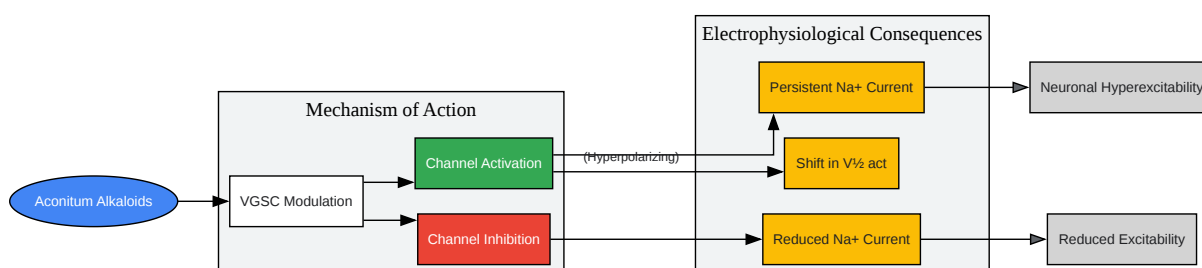 Electrophysiological Consequences
Persistent Na+ Current
Neuronal Hyperexcitability
Mechanism of Action
Channel Activation
(Hyperpolarizing)
Shift in V½ act
Aconitum Alkaloids
VGSC Modulation
Channel Inhibition
Reduced Na+ Current
Reduced Excitability